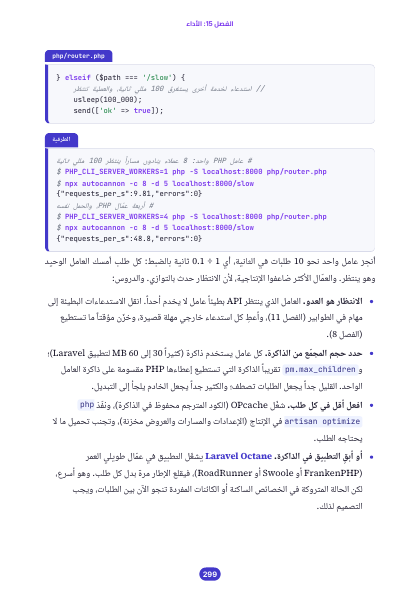 الفصل 15: الأداء
php/router.php
} elseif ($path === '/slow') {
// استدعاء لخدمة أخرى يستغرق 100 مللي ثانية، والعملية تنتظر
usleep(100_000);
send(['ok' => true]);
الطرفية
# عامل PHP واحد: 8 عملاء ينادون مسارًا ينتظر 100 مللي ثانية
$ PHP_CLI_SERVER_WORKERS=1 php -S localhost:8000 php/router.php
$ npx autocannon -c 8 -d 5 localhost:8000/slow
{"requests_per_s":9.81,"errors":0}
# أربعة عمّال PHP، والحمل نفسه
$ PHP_CLI_SERVER_WORKERS=4 php -S localhost:8000 php/router.php
$ npx autocannon -c 8 -d 5 localhost:8000/slow
{"requests_per_s":48.8,"errors":0}
أنجز عامل واحد نحو 10 طلبات في الثانية، أي 1 ÷ 0.1 ثانية بالضبط: كل طلب أمسك العامل الوحيد
وهو ينتظر. والعمّال الأكثر ضاعفوا الإنتاجية، لأن الانتظار حدث بالتوازي. والدروس:
• الانتظار هو العدو. العامل الذي ينتظر API بطيئًا عامل لا يخدم أحدًا. انقل الاستدعاءات البطيئة إلى
مهام في الطوابير (الفصل 11)، وأعطِ كل استدعاء خارجي مهلة قصيرة، وخزّن مؤقتًا ما تستطيع
(الفصل 8).
• حدد حجم المجمّع من الذاكرة. كل عامل يستخدم ذاكرة (كثيرًا 30 إلى 60 MB لتطبيق Laravel)؛
و pm.max_children تقريبًا الذاكرة التي تستطيع إعطاءها PHP مقسومة على ذاكرة العامل
الواحد. القليل جدًا يجعل الطلبات تصطف؛ والكثير جدًا يجعل الخادم يلجأ إلى التبديل.
• افعل أقل في كل طلب. شغّل OPcache (الكود المترجم محفوظ في الذاكرة)، ونفّذ php
artisan optimize في الإنتاج (الإعدادات والمسارات والعروض مخزنة)، وتجنب تحميل ما لا
يحتاجه الطلب.
• أو أبقِ التطبيق في الذاكرة. Laravel Octane يشغّل التطبيق في عمّال طويلي العمر
(FrankenPHP أو Swoole أو RoadRunner)، فيقلع الإطار مرة بدل كل طلب. وهو أسرع،
لكن الحالة المتروكة في الخصائص الساكنة أو الكائنات المفردة تنجو الآن بين الطلبات، ويجب
التصميم لذلك.
299